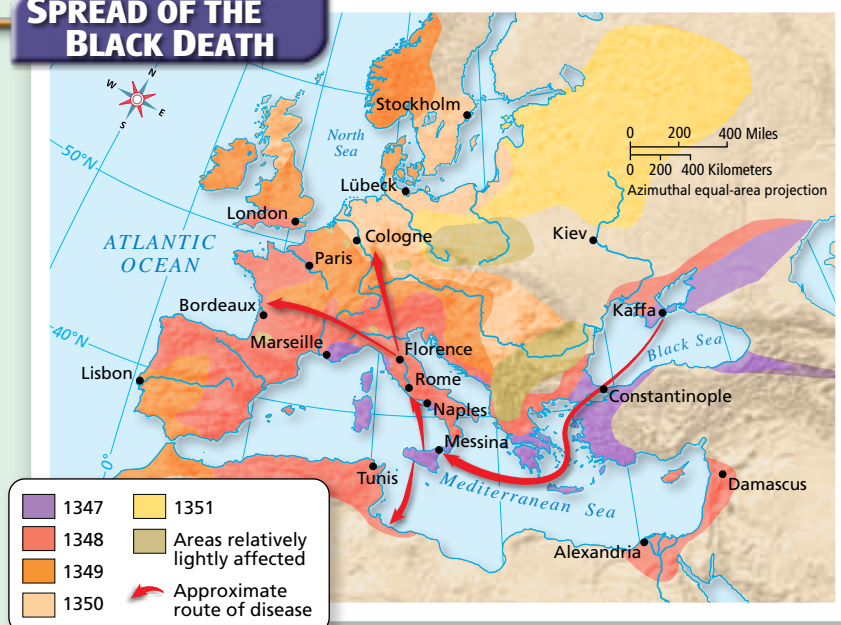 SPREAD OF THE
BLACK DEATH
N
W
E
S
Stockholm
North
Sea
0 200 400 Miles
0 200 400 Kilometers
Azimuthal equal-area projection
50°N
Lübeck
London
Cologne
Kiev
ATLANTIC
OCEAN
Paris
Bordeaux
Kaffa
40°N
Marseille
Florence
Black Sea
Lisbon
Rome
Constantinople
Naples
Messina
0°
Tunis
Mediterranean Sea
Damascus
Alexandria
1347
1348
1349
1350
1351
Areas relatively
lightly affected
Approximate
route of disease